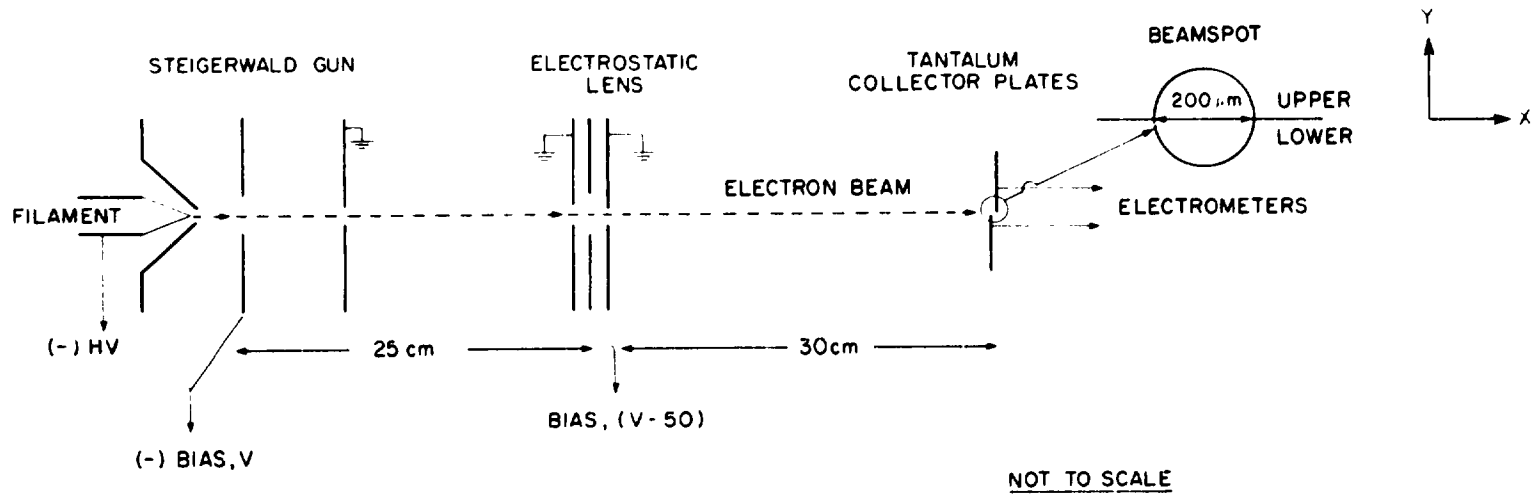 Y
BEAMSPOT
STEIGERWALD GUN
ELECTROSTATIC
LENS
TANTALUM
COLLECTOR PLATES
200 μm
UPPER
LOWER
X
ELECTRON BEAM
FILAMENT
ELECTROMETERS
(-) HV
25 cm
30cm
BIAS, (V-50)
(-) BIAS, V
NOT TO SCALE